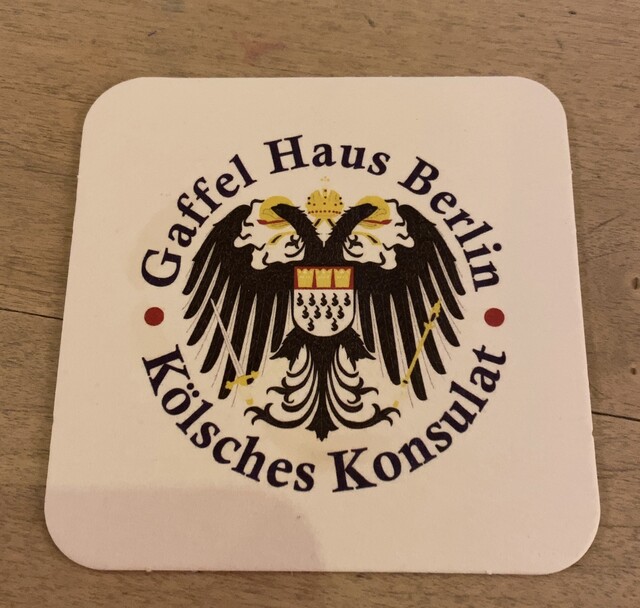 Gaffel Haus Berlin
Kölsches Konsulat